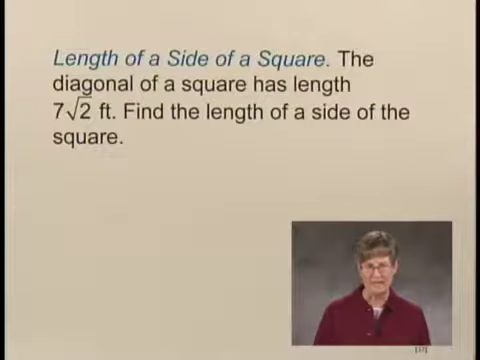 Length of a Side of a Square. The
diagonal of a square has length
7√2 ft. Find the length of a side of the
square.